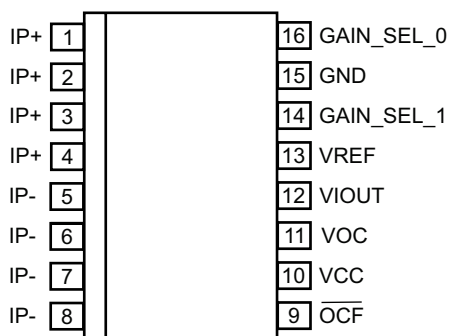 IP+ 1 16 GAIN_SEL_0
IP+ 2 15 GND
IP+ 3 14 GAIN_SEL_1
IP+ 4 13 VREF
IP- 5 12 VIOUT
IP- 6 11 VOC
IP- 7 10 VCC
IP- 8 9 O̅C̅F̅